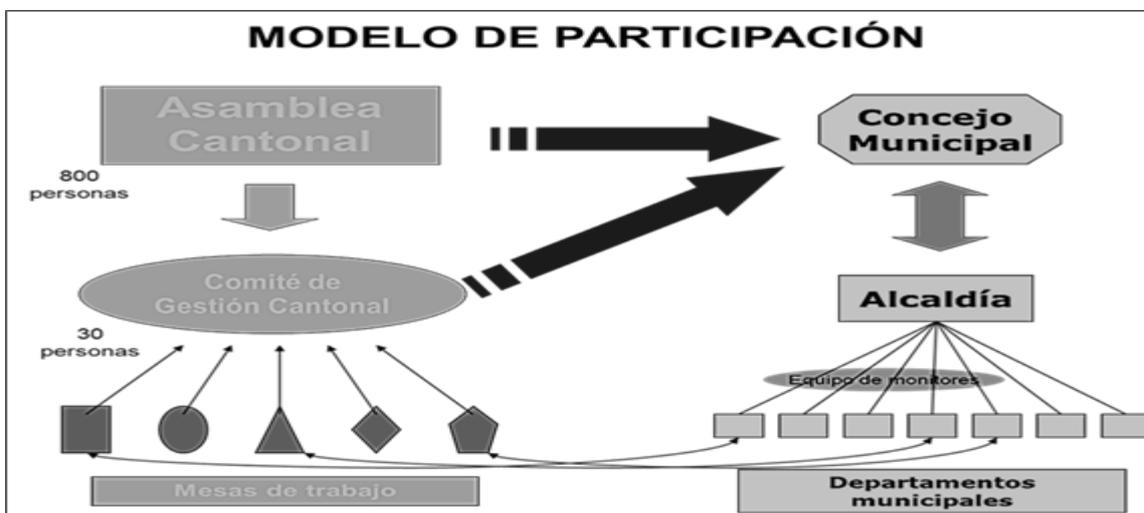 MODELO DE PARTICIPACIÓN
Asamblea
Cantonal
800
personas
Comité de
Gestión Cantonal
30
personas
Mesas de trabajo
Concejo
Municipal
Alcaldía
Equipo de monitores
Departamentos
municipales